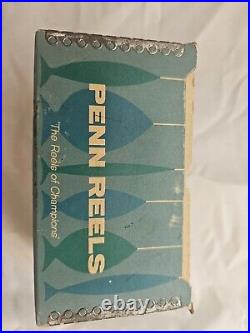 PENN REELS
The Reels of Champions